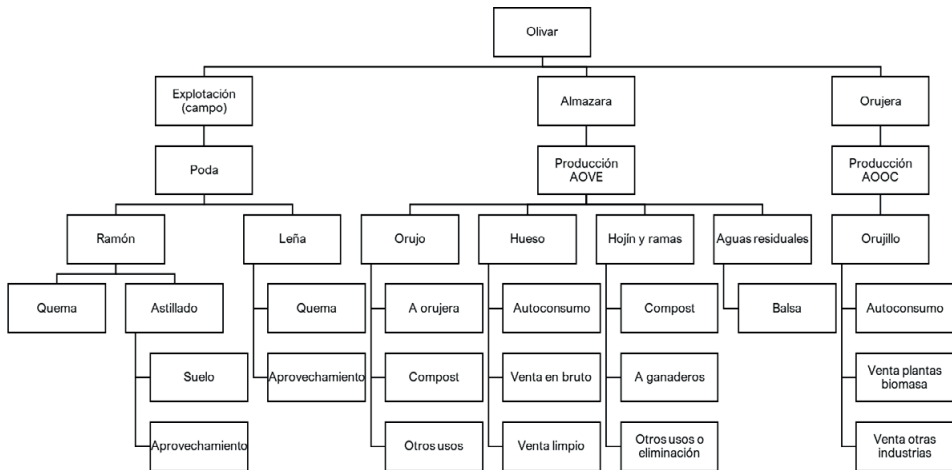 Olivar
Explotación
(campo)
Almazara
Orujera
Poda
Producción
AOVE
Producción
AOOC
Ramón
Leña
Orujo
Hueso
Hojín y ramas
Aguas residuales
Orujillo
Quema
Astillado
Quema
A orujera
Autoconsumo
Compost
Balsa
Autoconsumo
Suelo
Aprovechamiento
Compost
Venta en bruto
A ganaderos
Venta plantas
biomasa
Aprovechamiento
Otros usos
Venta limpio
Otros usos o
eliminación
Venta otras
industrias